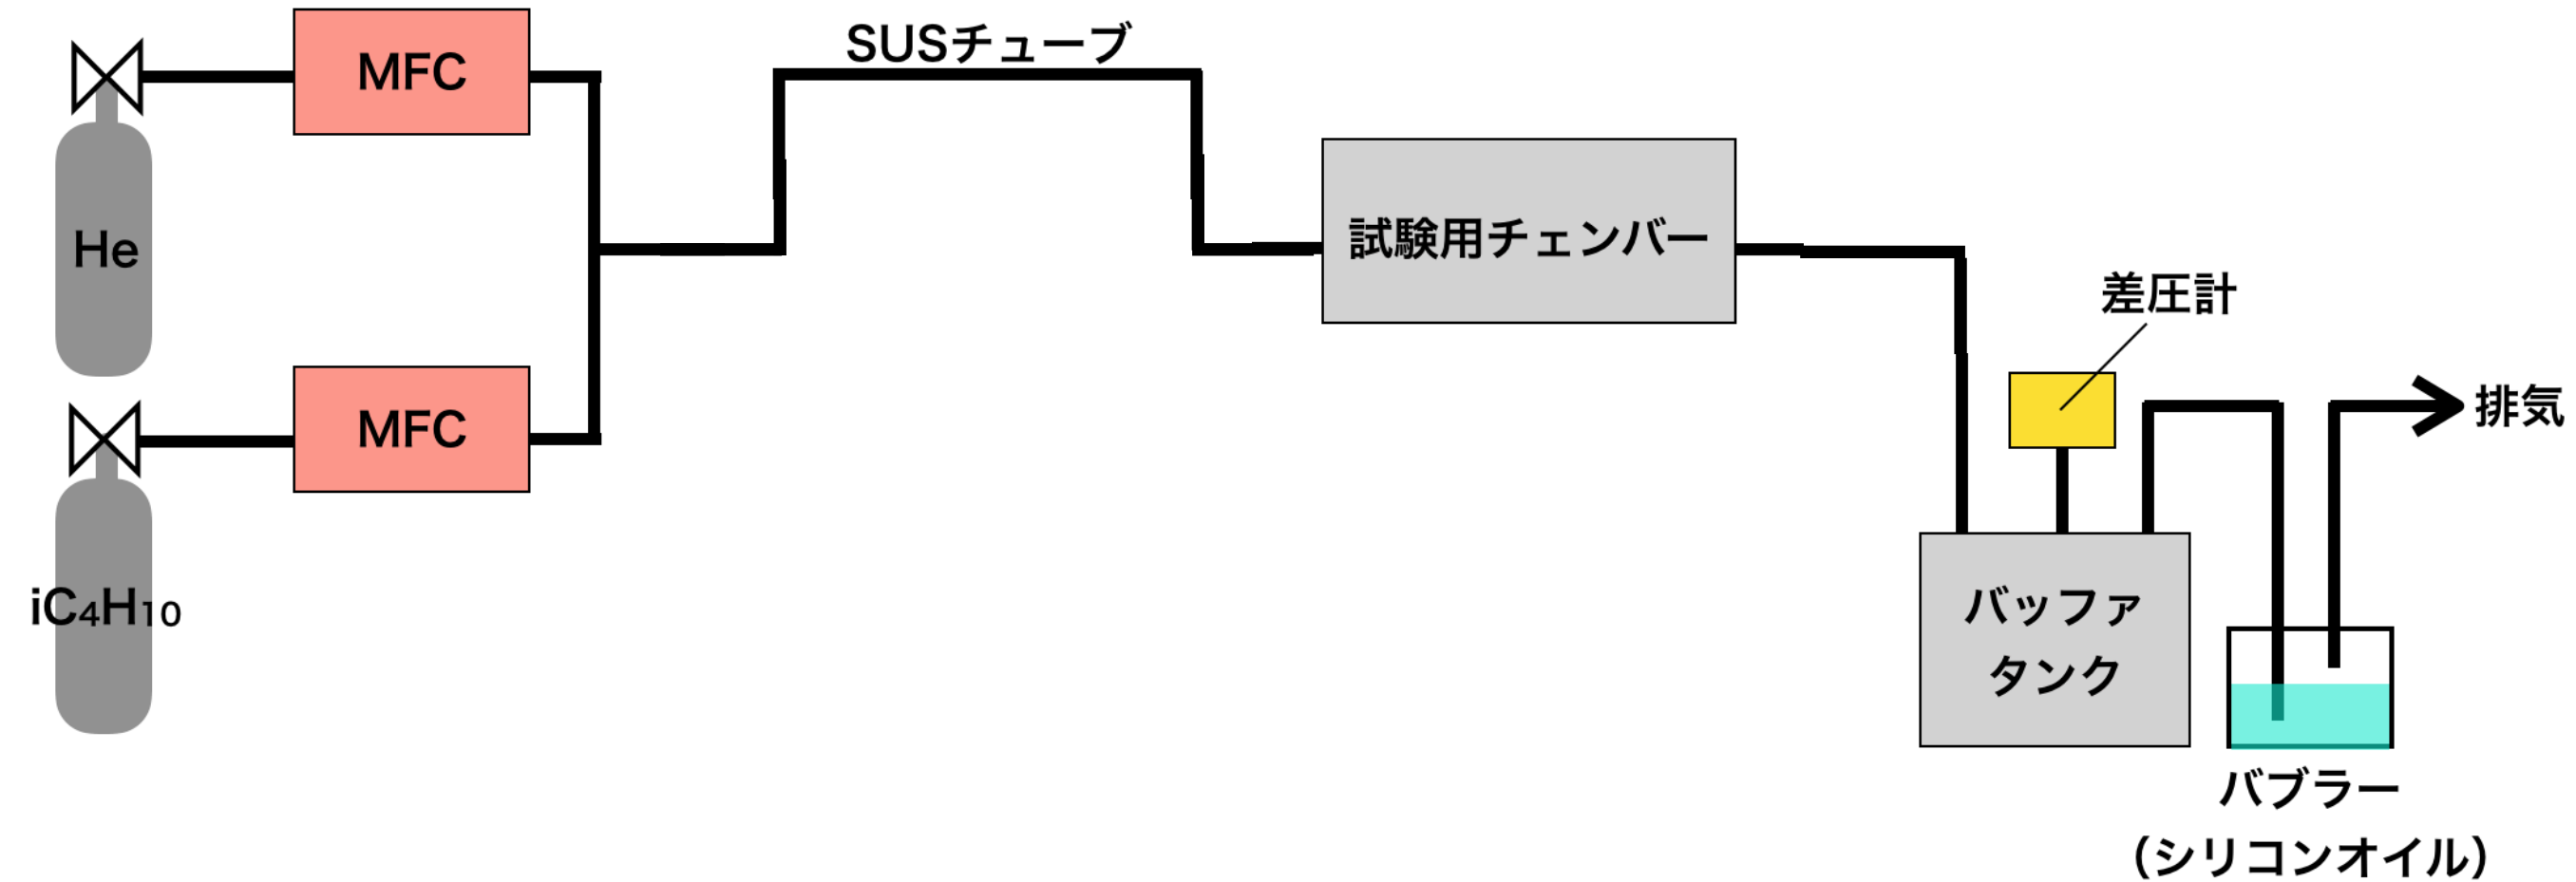 MFC
SUSチューブ
He
試験用チェンバー
差圧計
排気
MFC
iC₄H₁₀
バッファ
タンク
バブラー
（シリコンオイル）